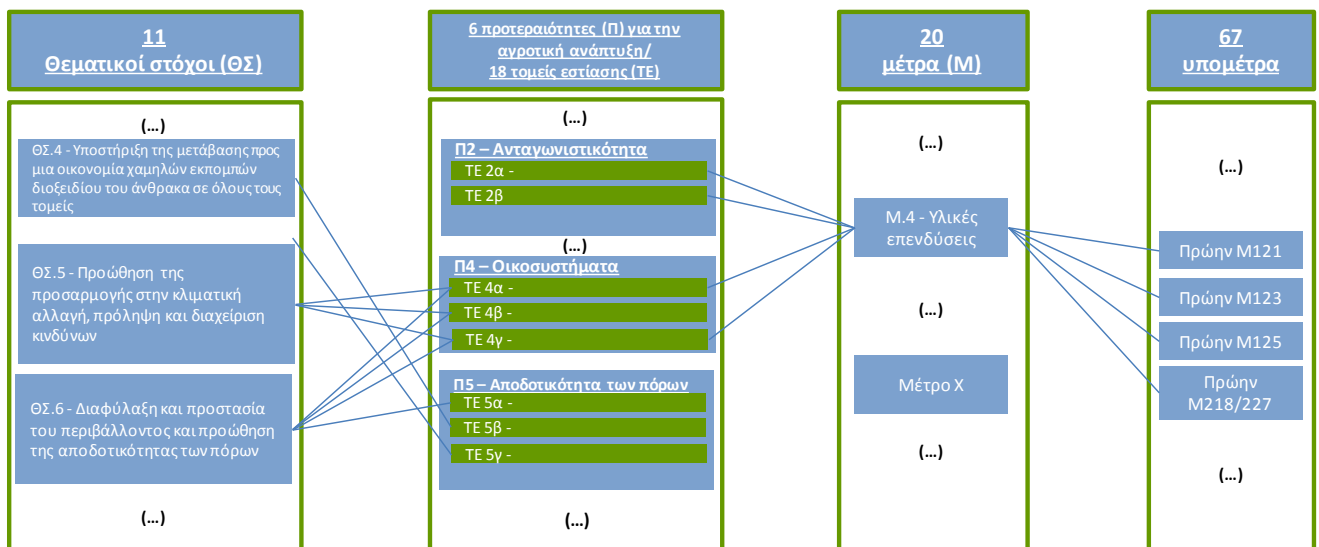 11
Θεματικοί στόχοι (ΘΣ)
(…)
ΘΣ.4 - Υποστήριξη της μετάβασης προς
μια οικονομία χαμηλών εκπομπών
διοξειδίου του άνθρακα σε όλους τους
τομείς
ΘΣ.5 - Προώθηση της
προσαρμογής στην κλιματική
αλλαγή, πρόληψη και διαχείριση
κινδύνων
ΘΣ.6 - Διαφύλαξη και προστασία
του περιβάλλοντος και προώθηση
της αποδοτικότητας των πόρων
(…)
6 προτεραιότητες (Π) για την
αγροτική ανάπτυξη/
18 τομείς εστίασης (ΤΕ)
(…)
Π2 – Ανταγωνιστικότητα
ΤΕ 2α -
ΤΕ 2β
(…)
Π4 – Οικοσυστήματα
ΤΕ 4α -
ΤΕ 4β -
ΤΕ 4γ -
Π5 – Αποδοτικότητα των πόρων
ΤΕ 5α -
ΤΕ 5β -
ΤΕ 5γ -
(…)
20
μέτρα (Μ)
(…)
Μ.4 - Υλικές
επενδύσεις
(…)
Μέτρο Χ
(…)
67
υπομέτρα
(…)
Πρώην Μ121
Πρώην Μ123
Πρώην Μ125
Πρώην
Μ218/227
(…)